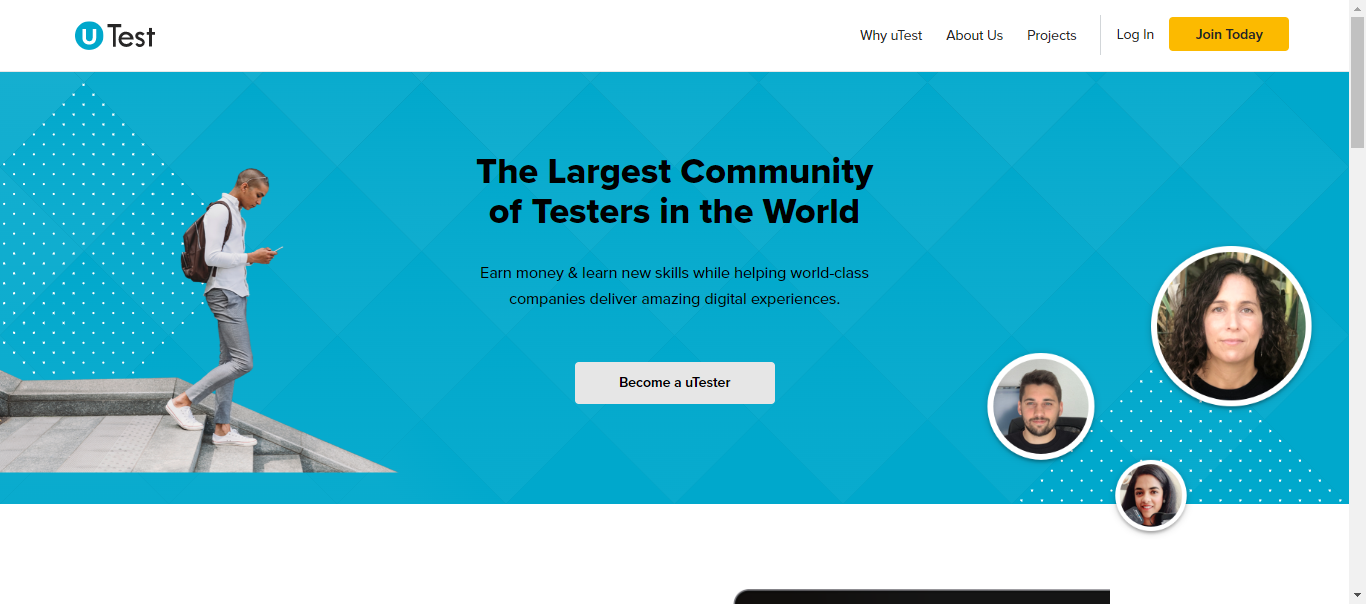 uTest
Why uTest
About Us
Projects
Log In
Join Today
The Largest Community
of Testers in the World
Earn money & learn new skills while helping world-class
companies deliver amazing digital experiences.
Become a uTester